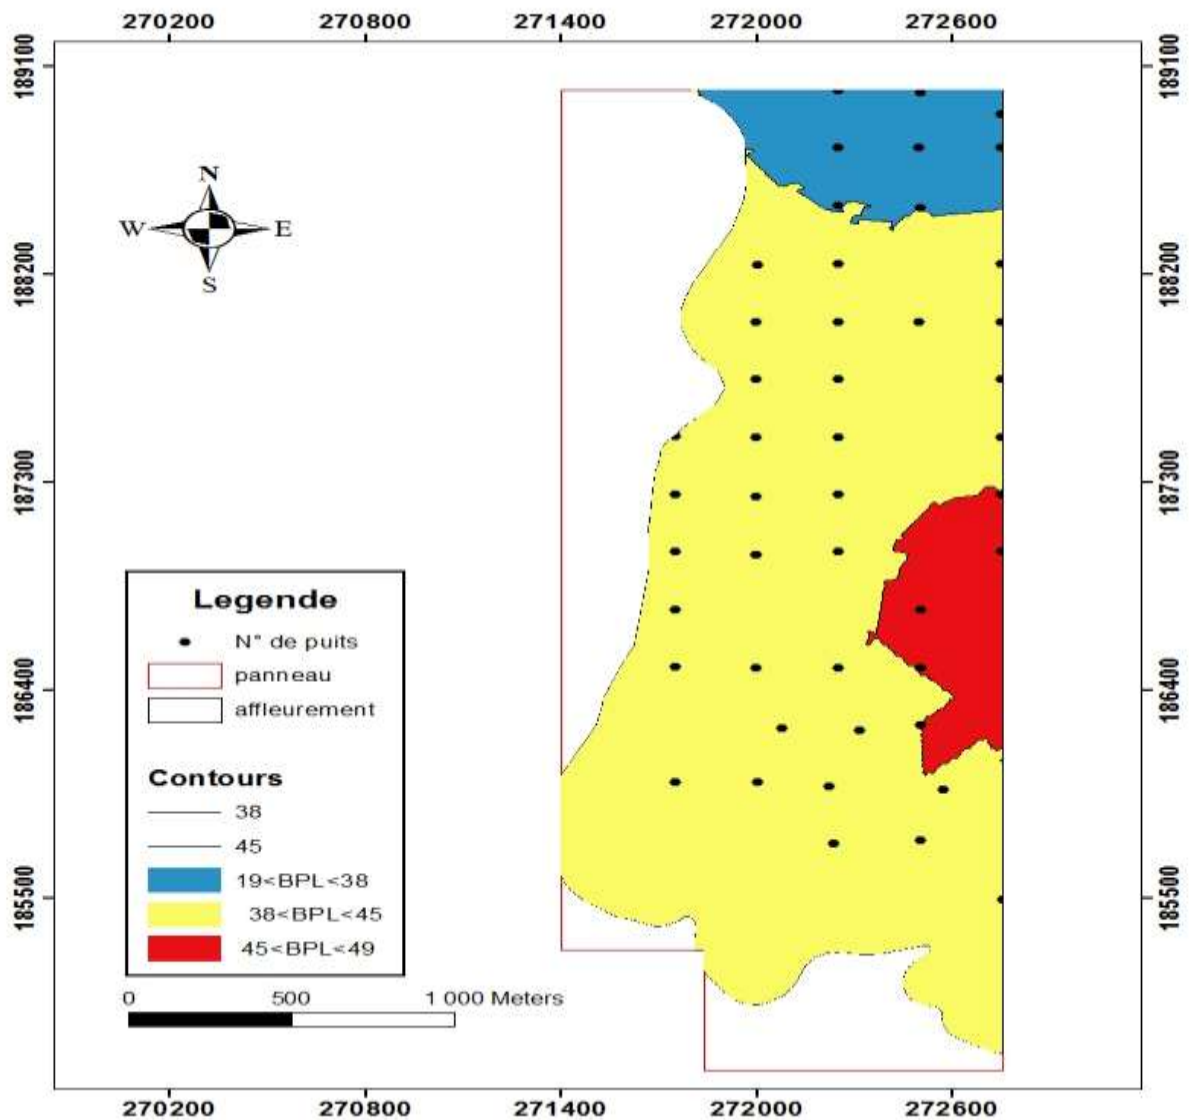 270200 270800 271400 272000 272600
189100 189100
N
W E
S
188200 188200
187300 187300
186400 186400
185500 185500
Legende
N° de puits
panneau
affleurement
Contours
38
45
19<BPL<38
38<BPL<45
45<BPL<49
0 500 1 000 Meters
270200 270800 271400 272000 272600